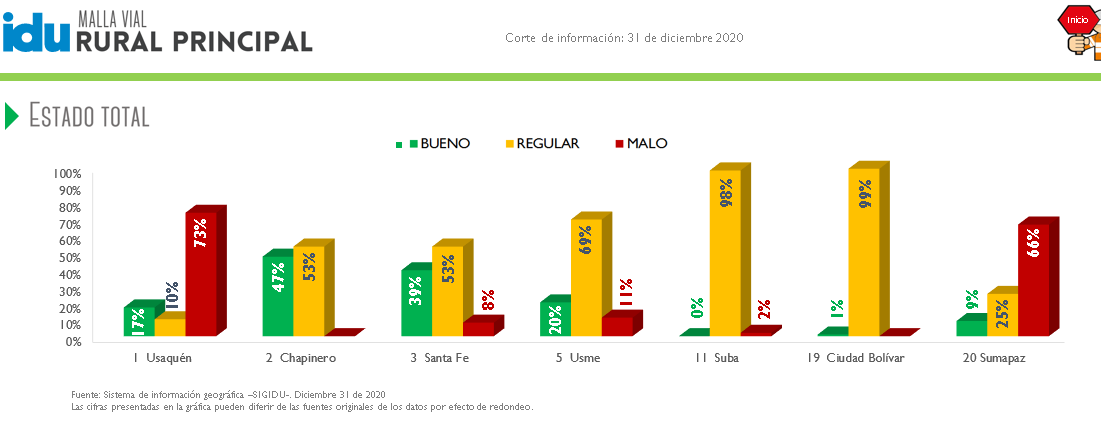 idu MALLA VIAL
RURAL PRINCIPAL
Corte de información: 31 de diciembre 2020
Inicio
ESTADO TOTAL
BUENO REGULAR MALO
100%
90%
80%
70%
60%
50%
40%
30%
20%
10%
0%
17% 10% 73%
47% 53%
39% 53% 8%
20% 69% 11%
0% 98% 2%
1% 99%
9% 25% 66%
1 Usaquén 2 Chapinero 3 Santa Fe 5 Usme 11 Suba 19 Ciudad Bolívar 20 Sumapaz
Fuente: Sistema de información geográfica –SIGIDU-. Diciembre 31 de 2020
Las cifras presentadas en la gráfica pueden diferir de las fuentes originales de los datos por efecto de redondeo.